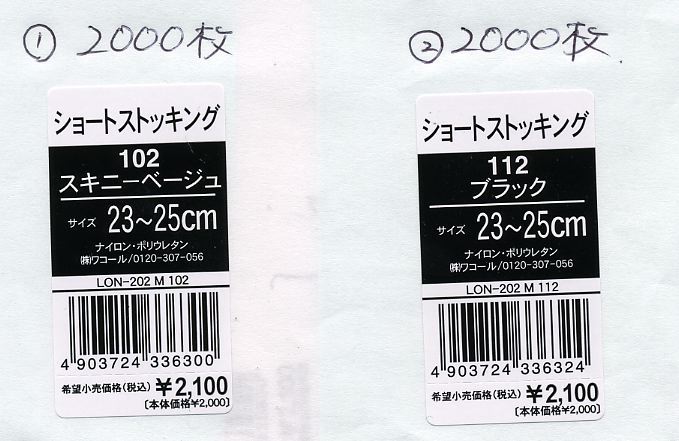 ① 2000枚
ショートストッキング
102
スキニーベージュ
サイズ 23~25cm
ナイロン・ポリウレタン
(株)ワコール/0120-307-056
LON-202 M 102
4 903724 336300
希望小売価格(税込) ¥2,100
〔本体価格¥2,000〕
② 2000枚
ショートストッキング
112
ブラック
サイズ 23~25cm
ナイロン・ポリウレタン
(株)ワコール/0120-307-056
LON-202 M 112
4 903724 336324
希望小売価格(税込) ¥2,100
〔本体価格¥2,000〕